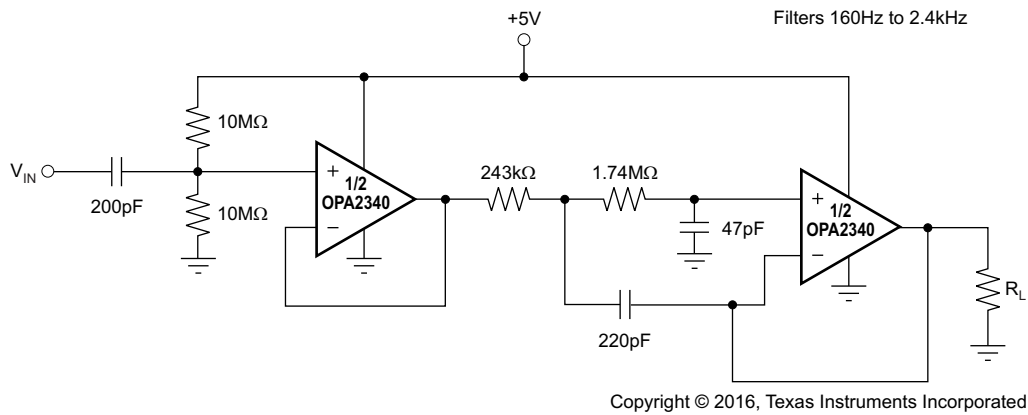 +5V
Filters 160Hz to 2.4kHz
10MΩ
V_IN
200pF
10MΩ
+
1/2
OPA2340
−
243kΩ
1.74MΩ
47pF
220pF
+
1/2
OPA2340
−
R_L
Copyright © 2016, Texas Instruments Incorporated